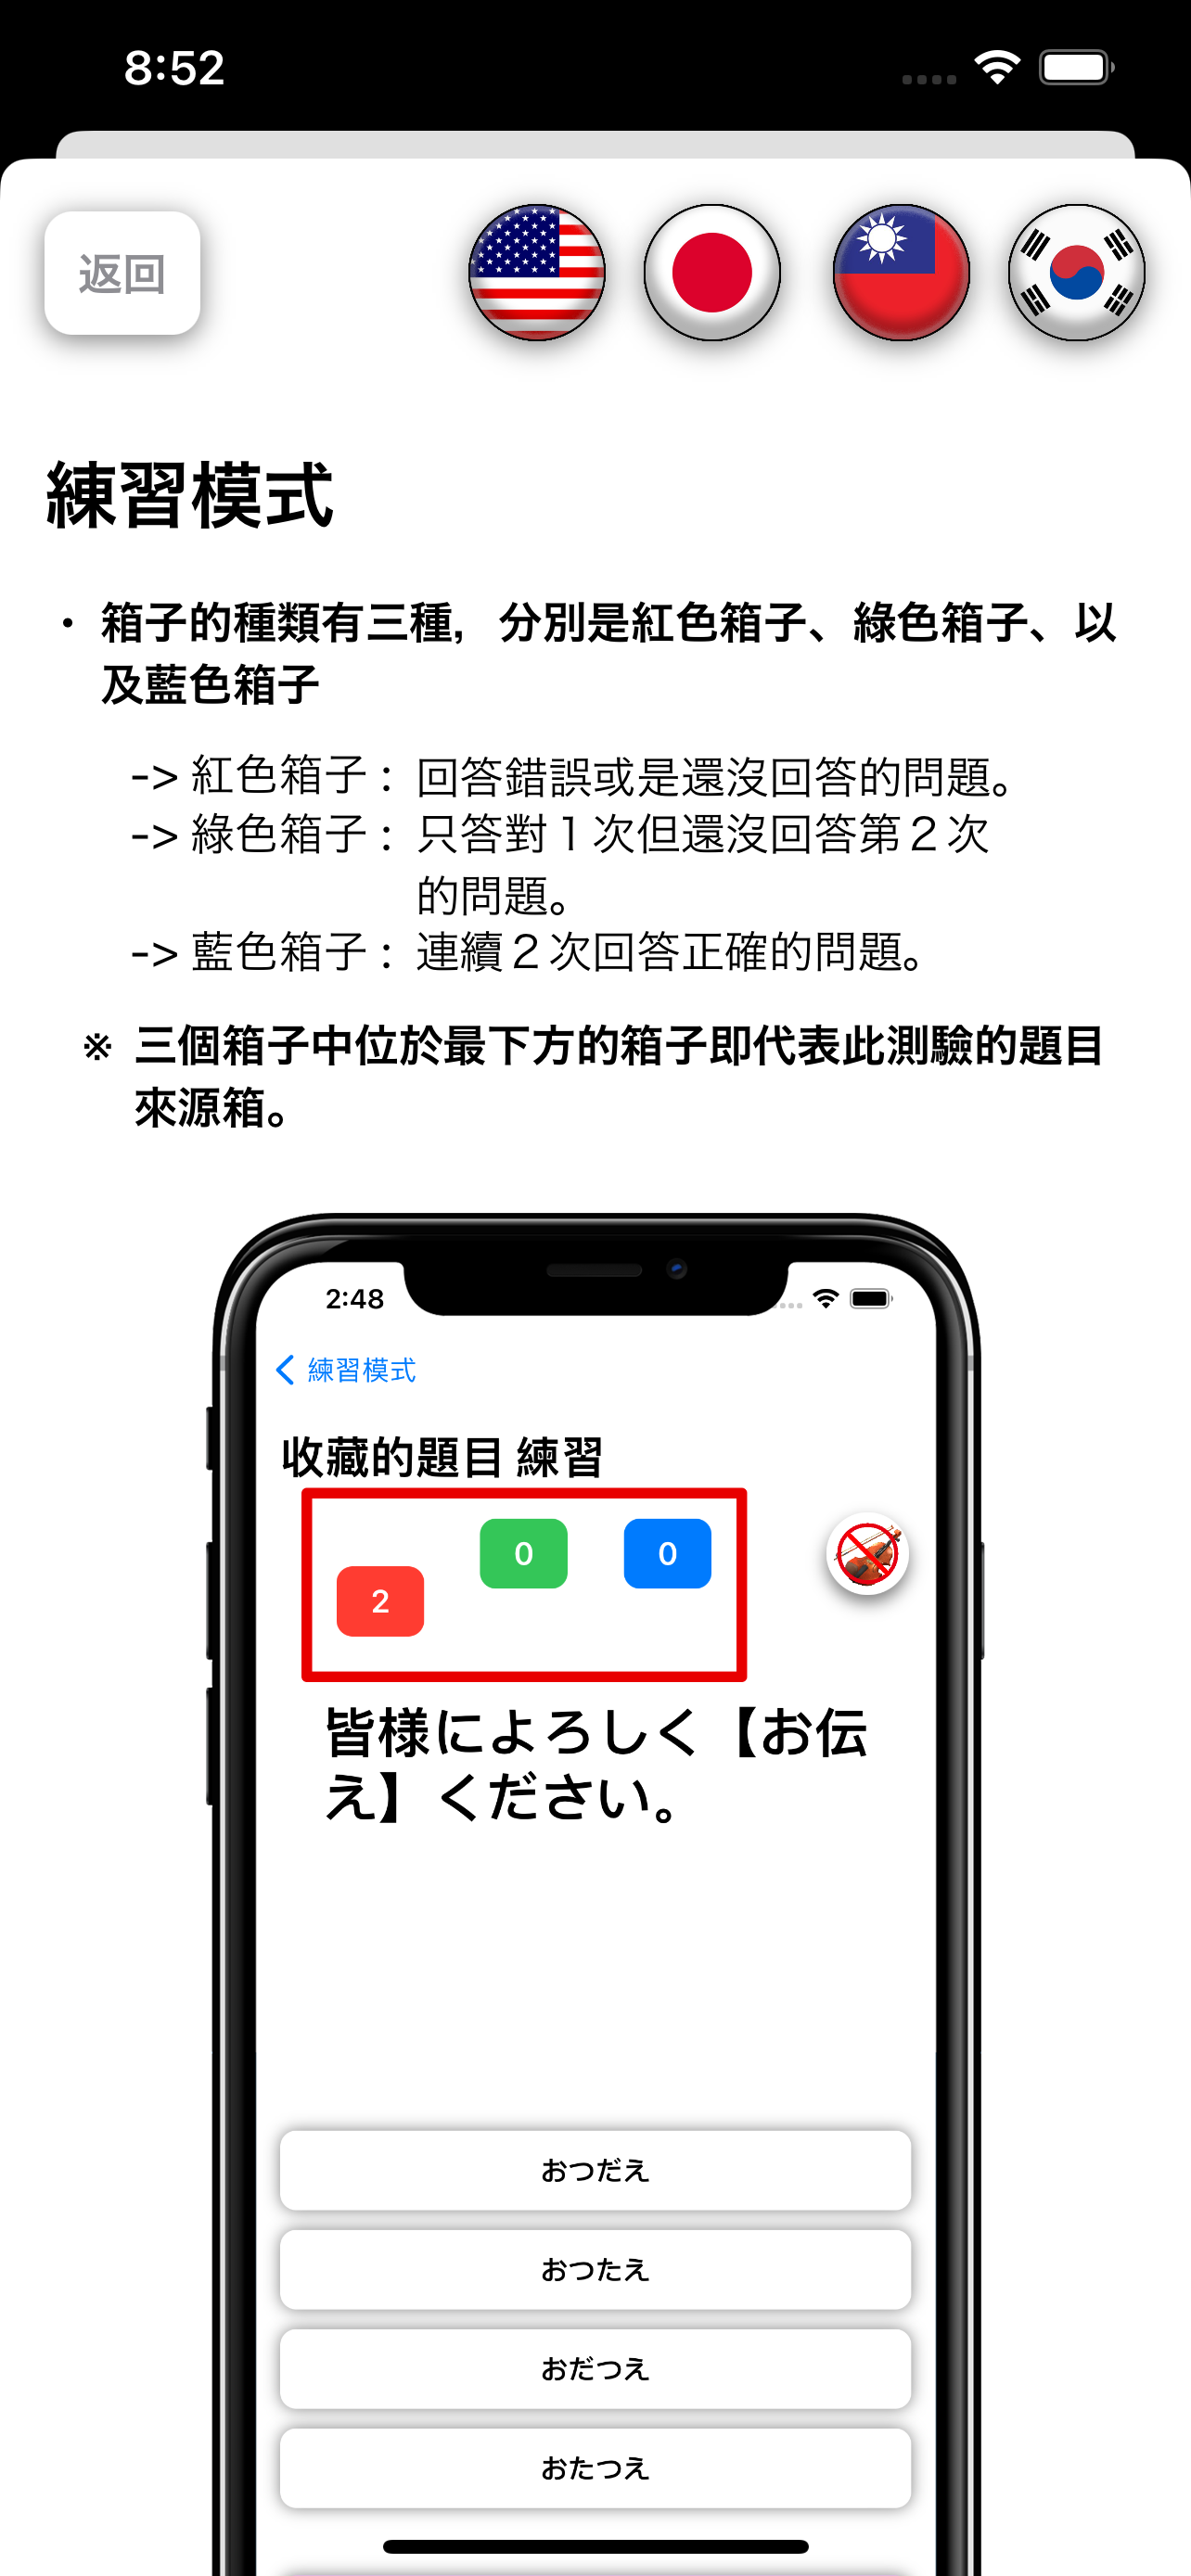 8:52
返回
練習模式
・ 箱子的種類有三種，分別是紅色箱子、綠色箱子、以
及藍色箱子
-> 紅色箱子： 回答錯誤或是還沒回答的問題。
-> 綠色箱子： 只答對１次但還沒回答第２次
的問題。
-> 藍色箱子： 連續２次回答正確的問題。
※ 三個箱子中位於最下方的箱子即代表此測驗的題目
來源箱。
2:48
練習模式
收藏的題目 練習
2 0 0
皆様によろしく【お伝
え】ください。
おつだえ
おつたえ
おだつえ
おたつえ